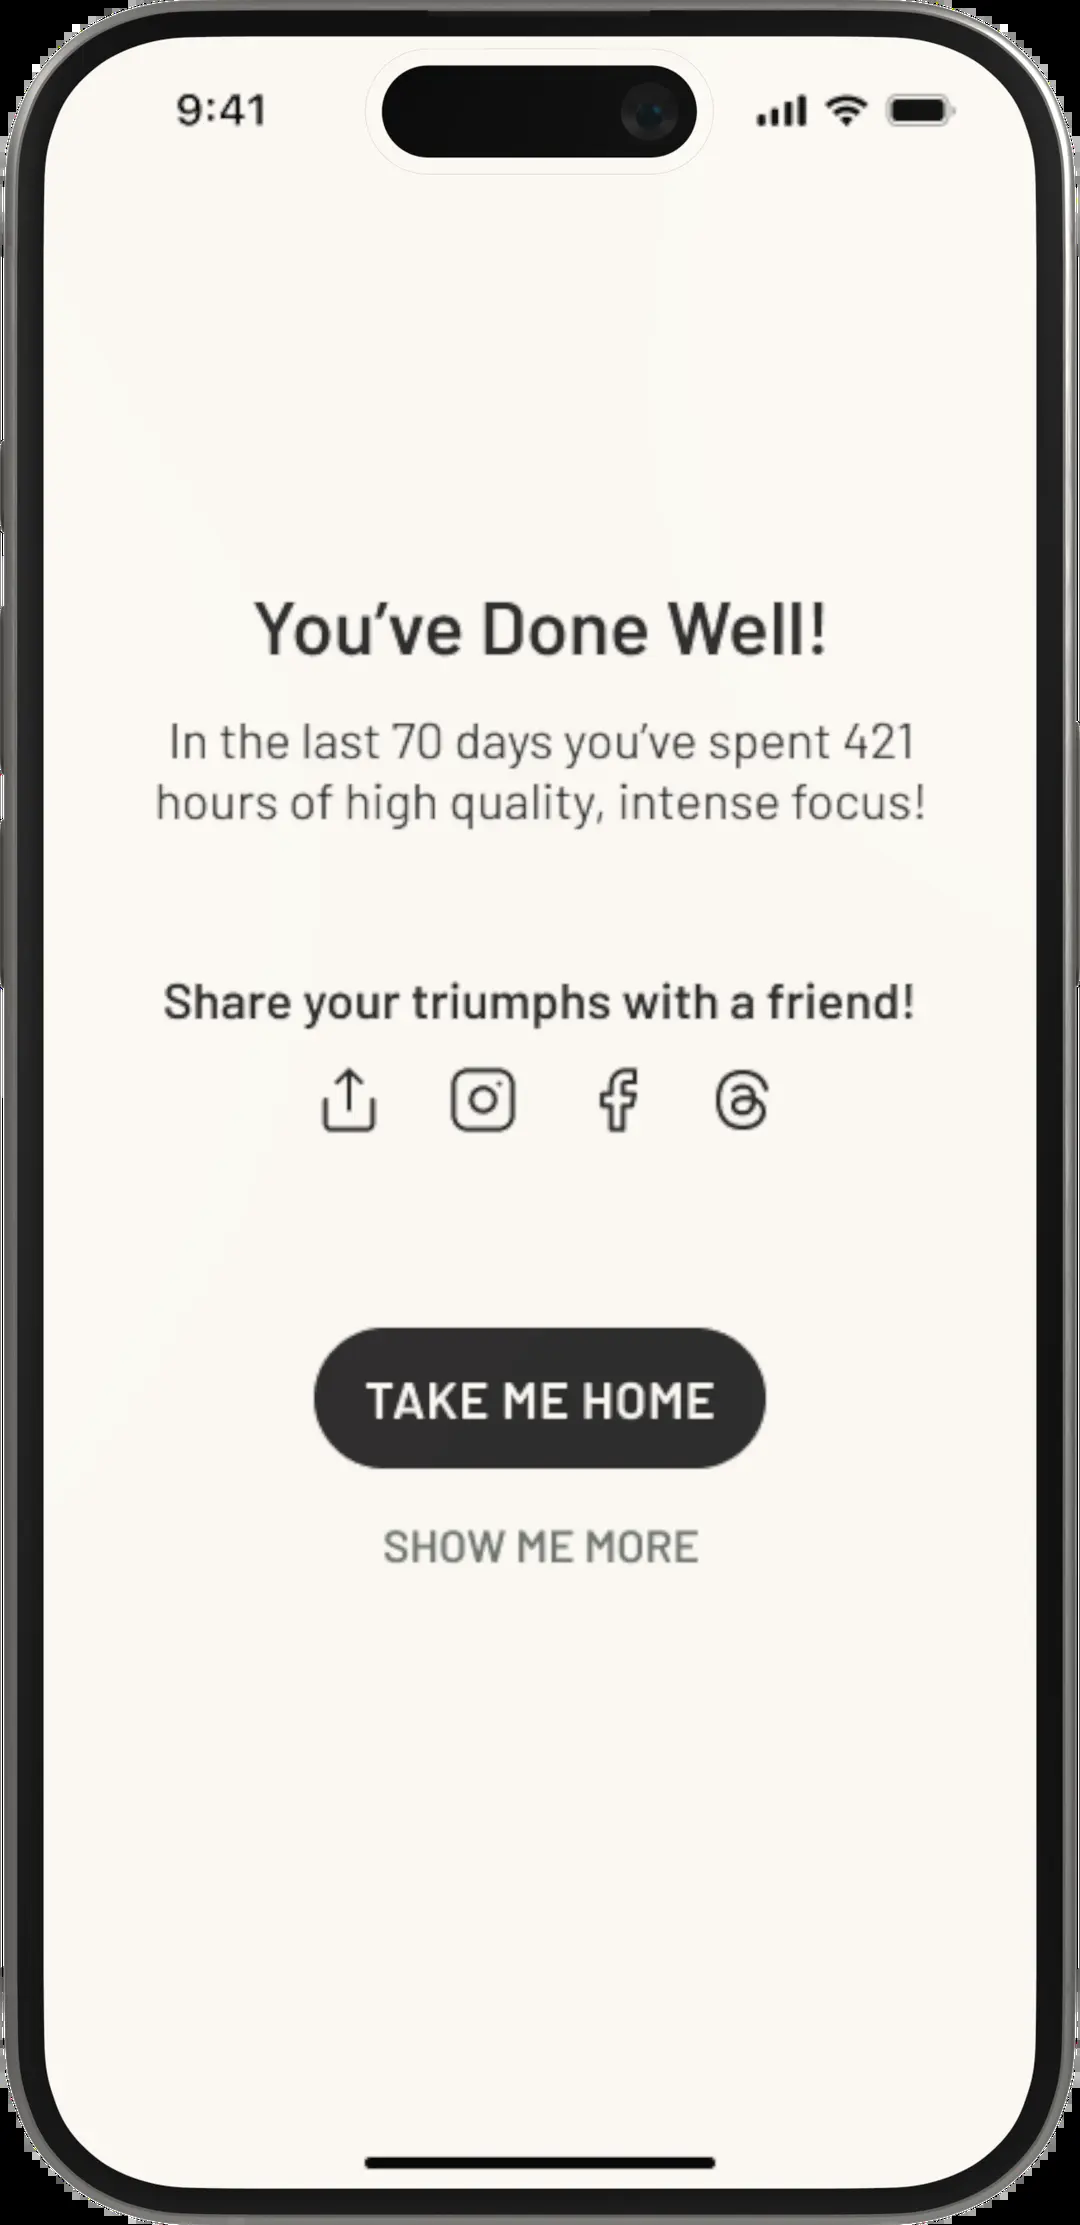 9:41
You’ve Done Well!
In the last 70 days you’ve spent 421
hours of high quality, intense focus!
Share your triumphs with a friend!
TAKE ME HOME
SHOW ME MORE